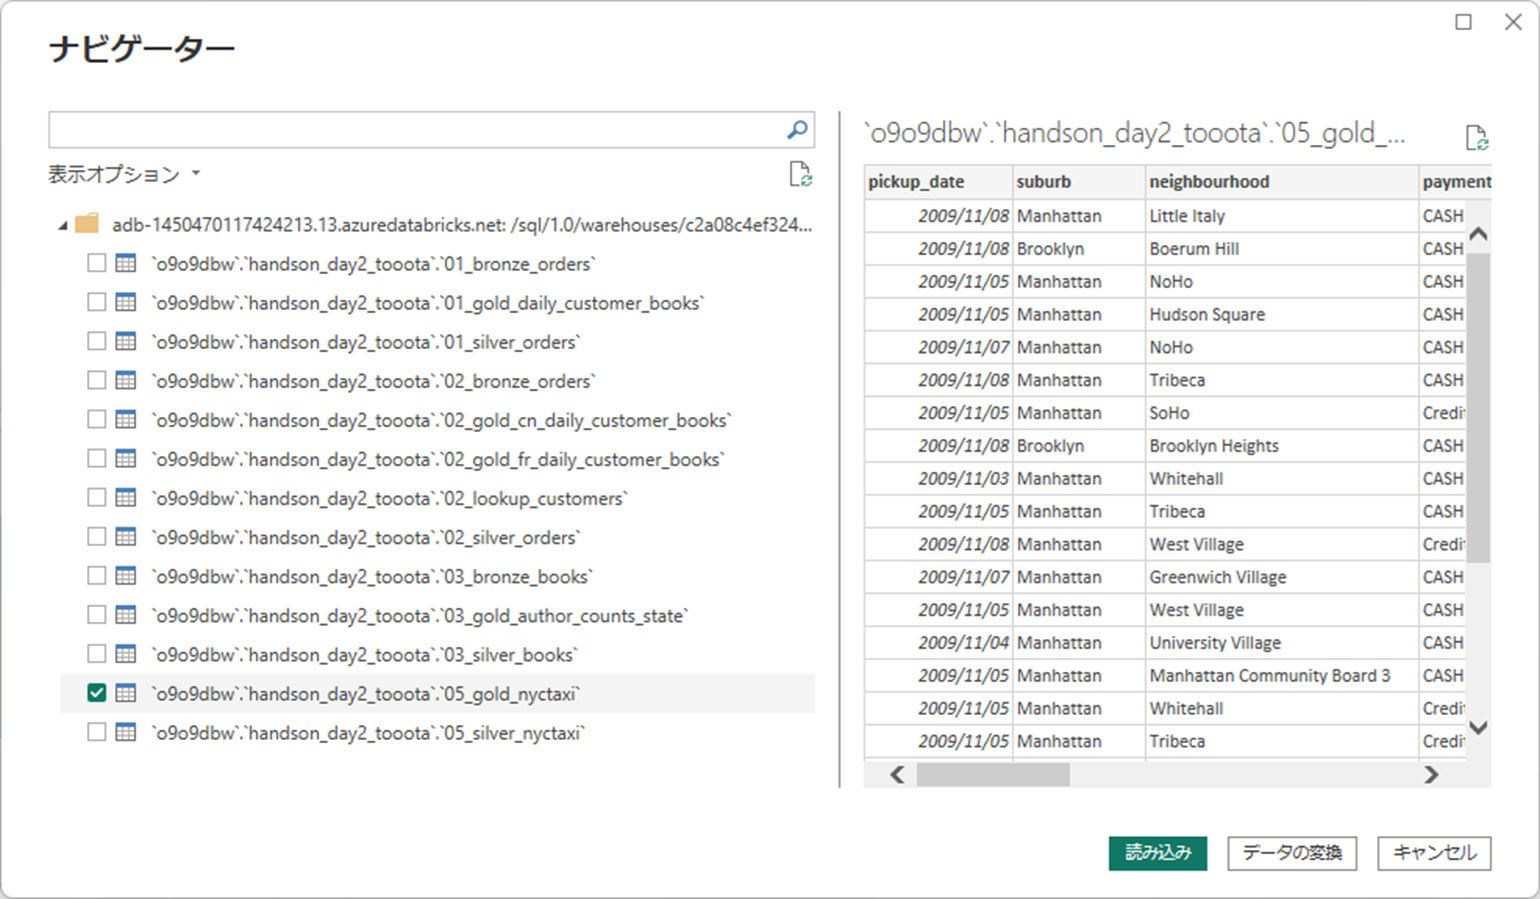 ナビゲーター
表示オプション
adb-1450470117424213.13.azuredatabricks.net: /sql/1.0/warehouses/c2a08c4ef324...
`o9o9dbw`.`handson_day2_tooota`.`01_bronze_orders`
`o9o9dbw`.`handson_day2_tooota`.`01_gold_daily_customer_books`
`o9o9dbw`.`handson_day2_tooota`.`01_silver_orders`
`o9o9dbw`.`handson_day2_tooota`.`02_bronze_orders`
`o9o9dbw`.`handson_day2_tooota`.`02_gold_cn_daily_customer_books`
`o9o9dbw`.`handson_day2_tooota`.`02_gold_fr_daily_customer_books`
`o9o9dbw`.`handson_day2_tooota`.`02_lookup_customers`
`o9o9dbw`.`handson_day2_tooota`.`02_silver_orders`
`o9o9dbw`.`handson_day2_tooota`.`03_bronze_books`
`o9o9dbw`.`handson_day2_tooota`.`03_gold_author_counts_state`
`o9o9dbw`.`handson_day2_tooota`.`03_silver_books`
`o9o9dbw`.`handson_day2_tooota`.`05_gold_nyctaxi`
`o9o9dbw`.`handson_day2_tooota`.`05_silver_nyctaxi`
`o9o9dbw`.`handson_day2_tooota`.`05_gold_...
pickup_date suburb neighbourhood payment
2009/11/08 Manhattan Little Italy CASH
2009/11/08 Brooklyn Boerum Hill CASH
2009/11/05 Manhattan NoHo CASH
2009/11/05 Manhattan Hudson Square CASH
2009/11/07 Manhattan NoHo CASH
2009/11/08 Manhattan Tribeca CASH
2009/11/05 Manhattan SoHo Credit
2009/11/08 Brooklyn Brooklyn Heights CASH
2009/11/03 Manhattan Whitehall CASH
2009/11/05 Manhattan Tribeca CASH
2009/11/08 Manhattan West Village Credit
2009/11/07 Manhattan Greenwich Village CASH
2009/11/05 Manhattan West Village CASH
2009/11/04 Manhattan University Village CASH
2009/11/05 Manhattan Manhattan Community Board 3 CASH
2009/11/05 Manhattan Whitehall Credit
2009/11/05 Manhattan Tribeca Credit
読み込み
データの変換
キャンセル